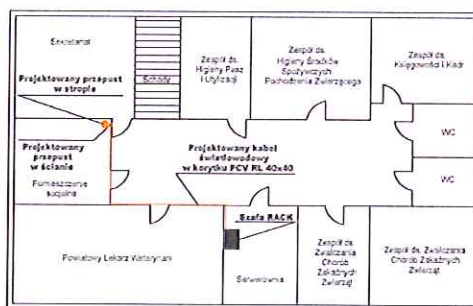 Sekretariat
Projektowany przepust
w stropie
Schody
Zespół ds.
Higieny Pasz
i Utylizacji
Zespół ds.
Higieny Środków
Spożywczych
Pochodzenia Zwierzęcego
Zespół ds.
Księgowości i Kadr
Projektowany
przepust
w ścianie
Pomieszczenie
socjalne
Projektowany kabel
światłowodowy
w korytku PCV RL 40x40
WC
WC
Szafa RACK
Powiatowy Lekarz Weterynarii
Serwerownia
Zespół ds.
Zwalczania
Chorób
Zakaźnych
Zwierząt
Zespół ds. Zwalczania
Chorób Zakaźnych
Zwierząt